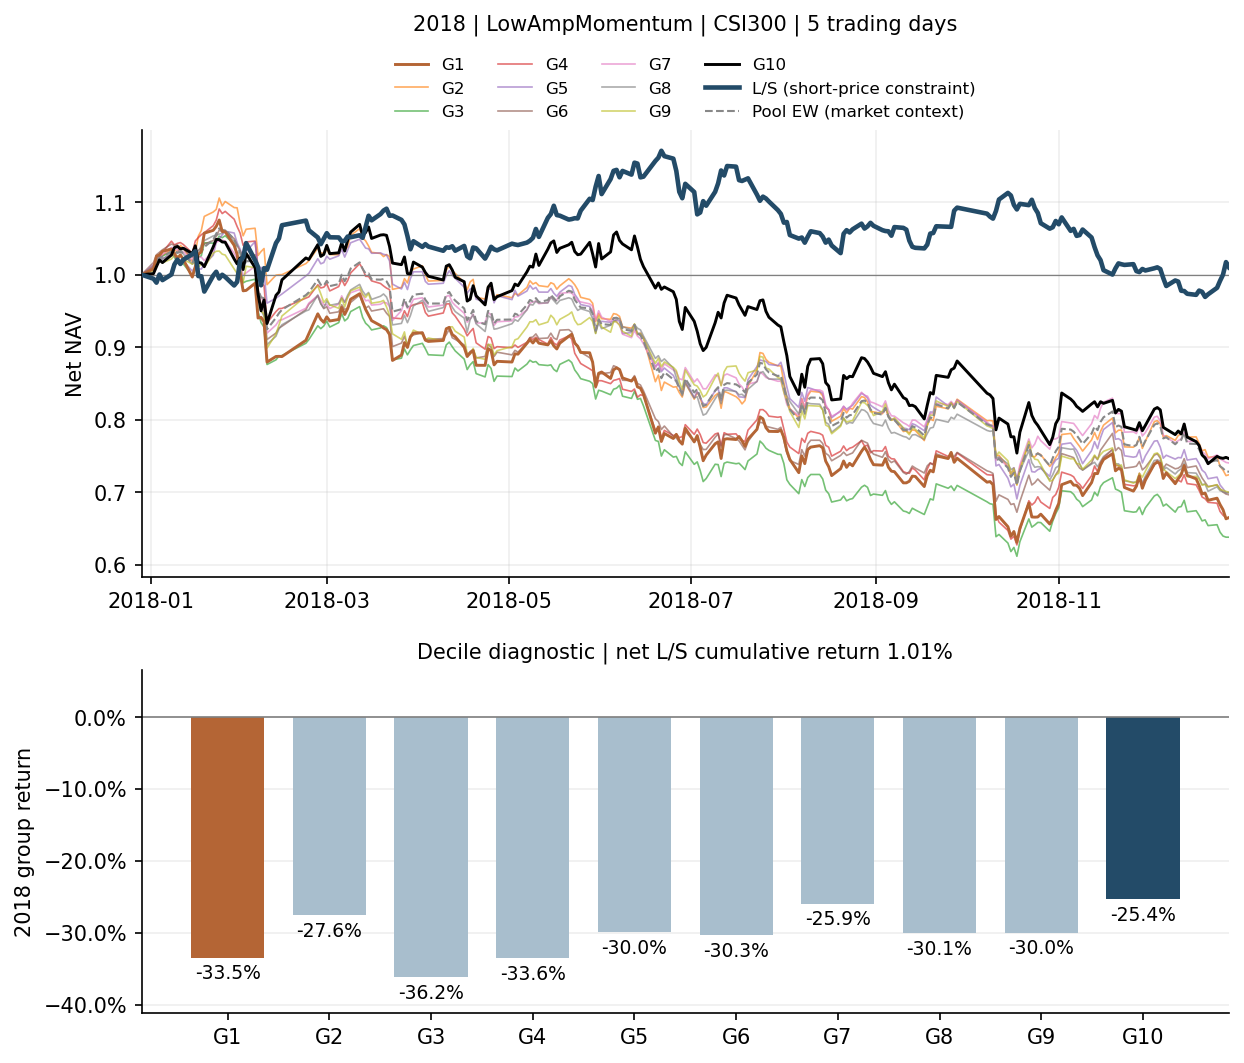 2018 | LowAmpMomentum | CSI300 | 5 trading days
G1 G4 G7 G10
G2 G5 G8 L/S (short-price constraint)
G3 G6 G9 Pool EW (market context)
Net NAV
1.1
1.0
0.9
0.8
0.7
0.6
2018-01 2018-03 2018-05 2018-07 2018-09 2018-11
Decile diagnostic | net L/S cumulative return 1.01%
2018 group return
0.0%
−10.0%
−20.0%
−30.0%
−40.0%
-33.5% -27.6% -36.2% -33.6% -30.0% -30.3% -25.9% -30.1% -30.0% -25.4%
G1 G2 G3 G4 G5 G6 G7 G8 G9 G10